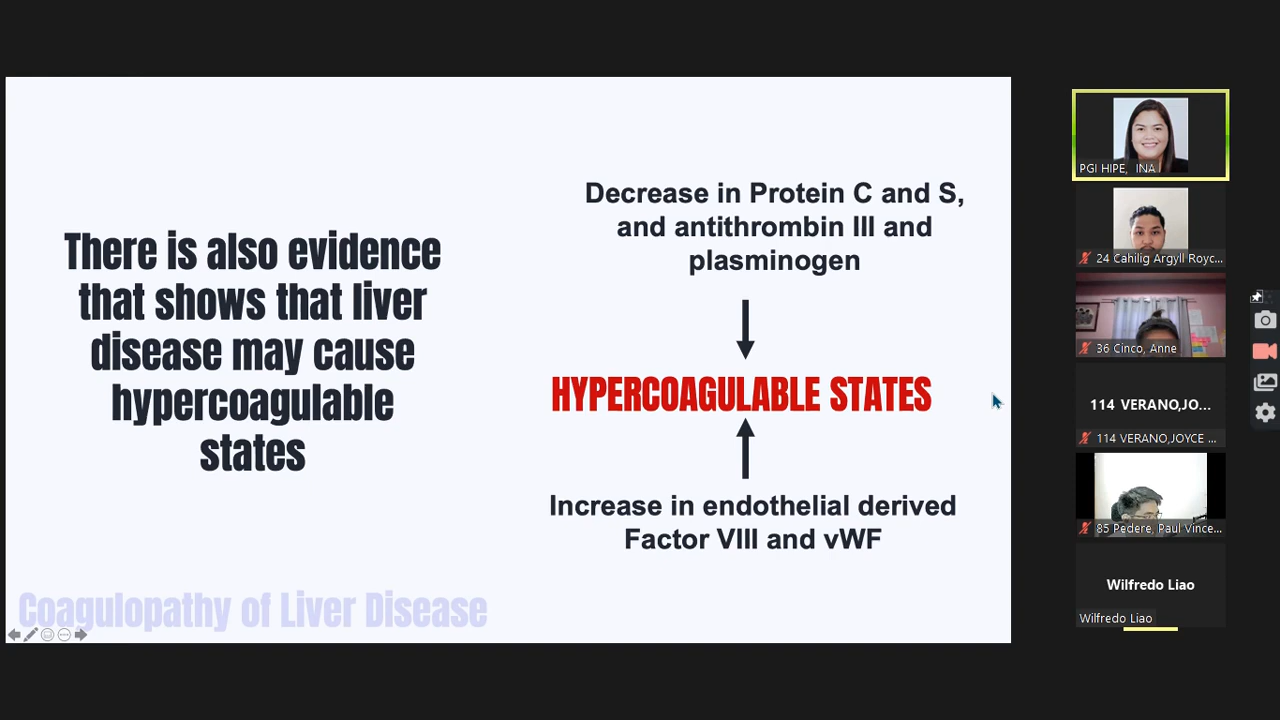 There is also evidence
that shows that liver
disease may cause
hypercoagulable
states
Decrease in Protein C and S,
and antithrombin III and
plasminogen
HYPERCOAGULABLE STATES
Increase in endothelial derived
Factor VIII and vWF
Coagulopathy of Liver Disease
PGI HIPE, INA
24 Cahilig Argyll Royc...
36 Cinco, Anne
114 VERANO,JO...
114 VERANO,JOYCE ...
85 Pedere, Paul Vince...
Wilfredo Liao
Wilfredo Liao